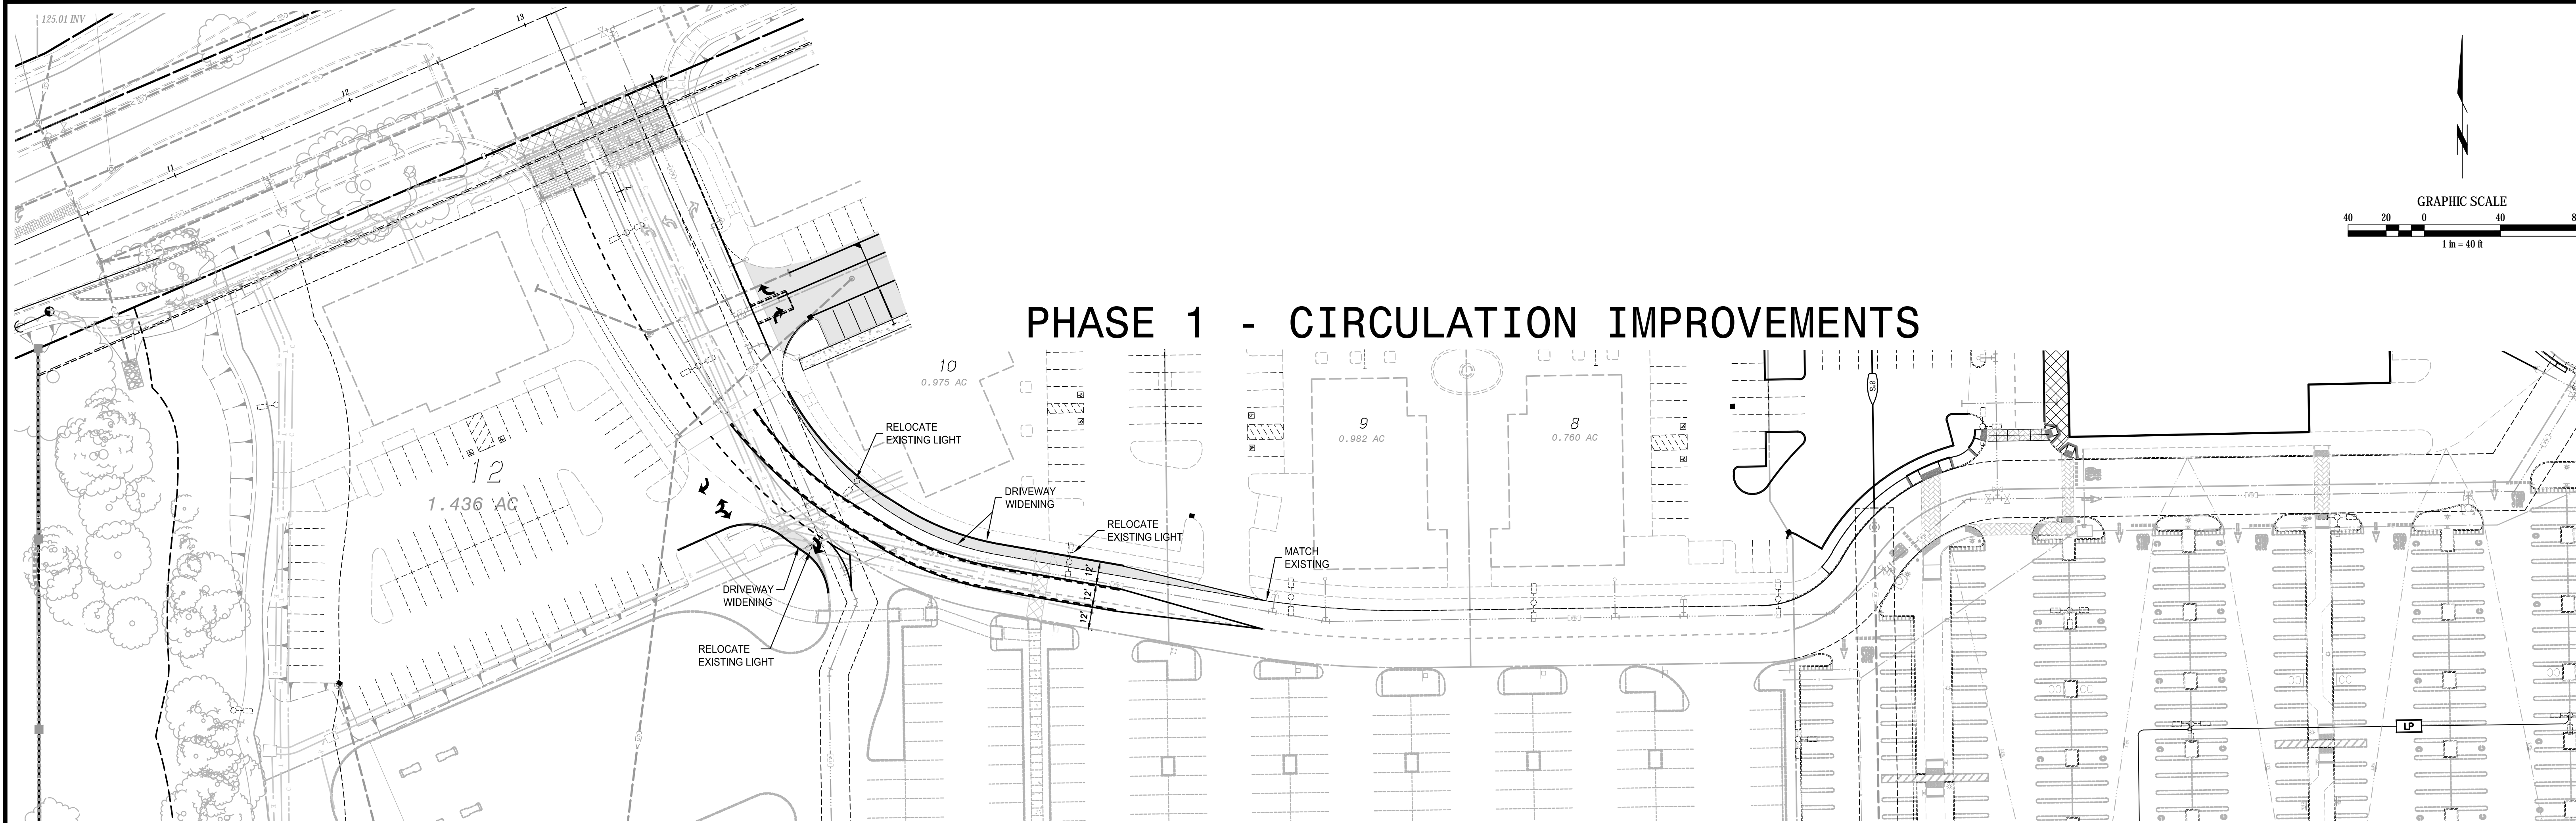 125.01 INV
13
12
11
2
GRAPHIC SCALE
40 20 0 40
1 in = 40 ft
PHASE 1 - CIRCULATION IMPROVEMENTS
10
0.975 AC
9
0.982 AC
8
0.760 AC
12
1.436 AC
RELOCATE
EXISTING LIGHT
DRIVEWAY
WIDENING
RELOCATE
EXISTING LIGHT
MATCH
EXISTING
12'
12'
12'
DRIVEWAY
WIDENING
RELOCATE
EXISTING LIGHT
LP